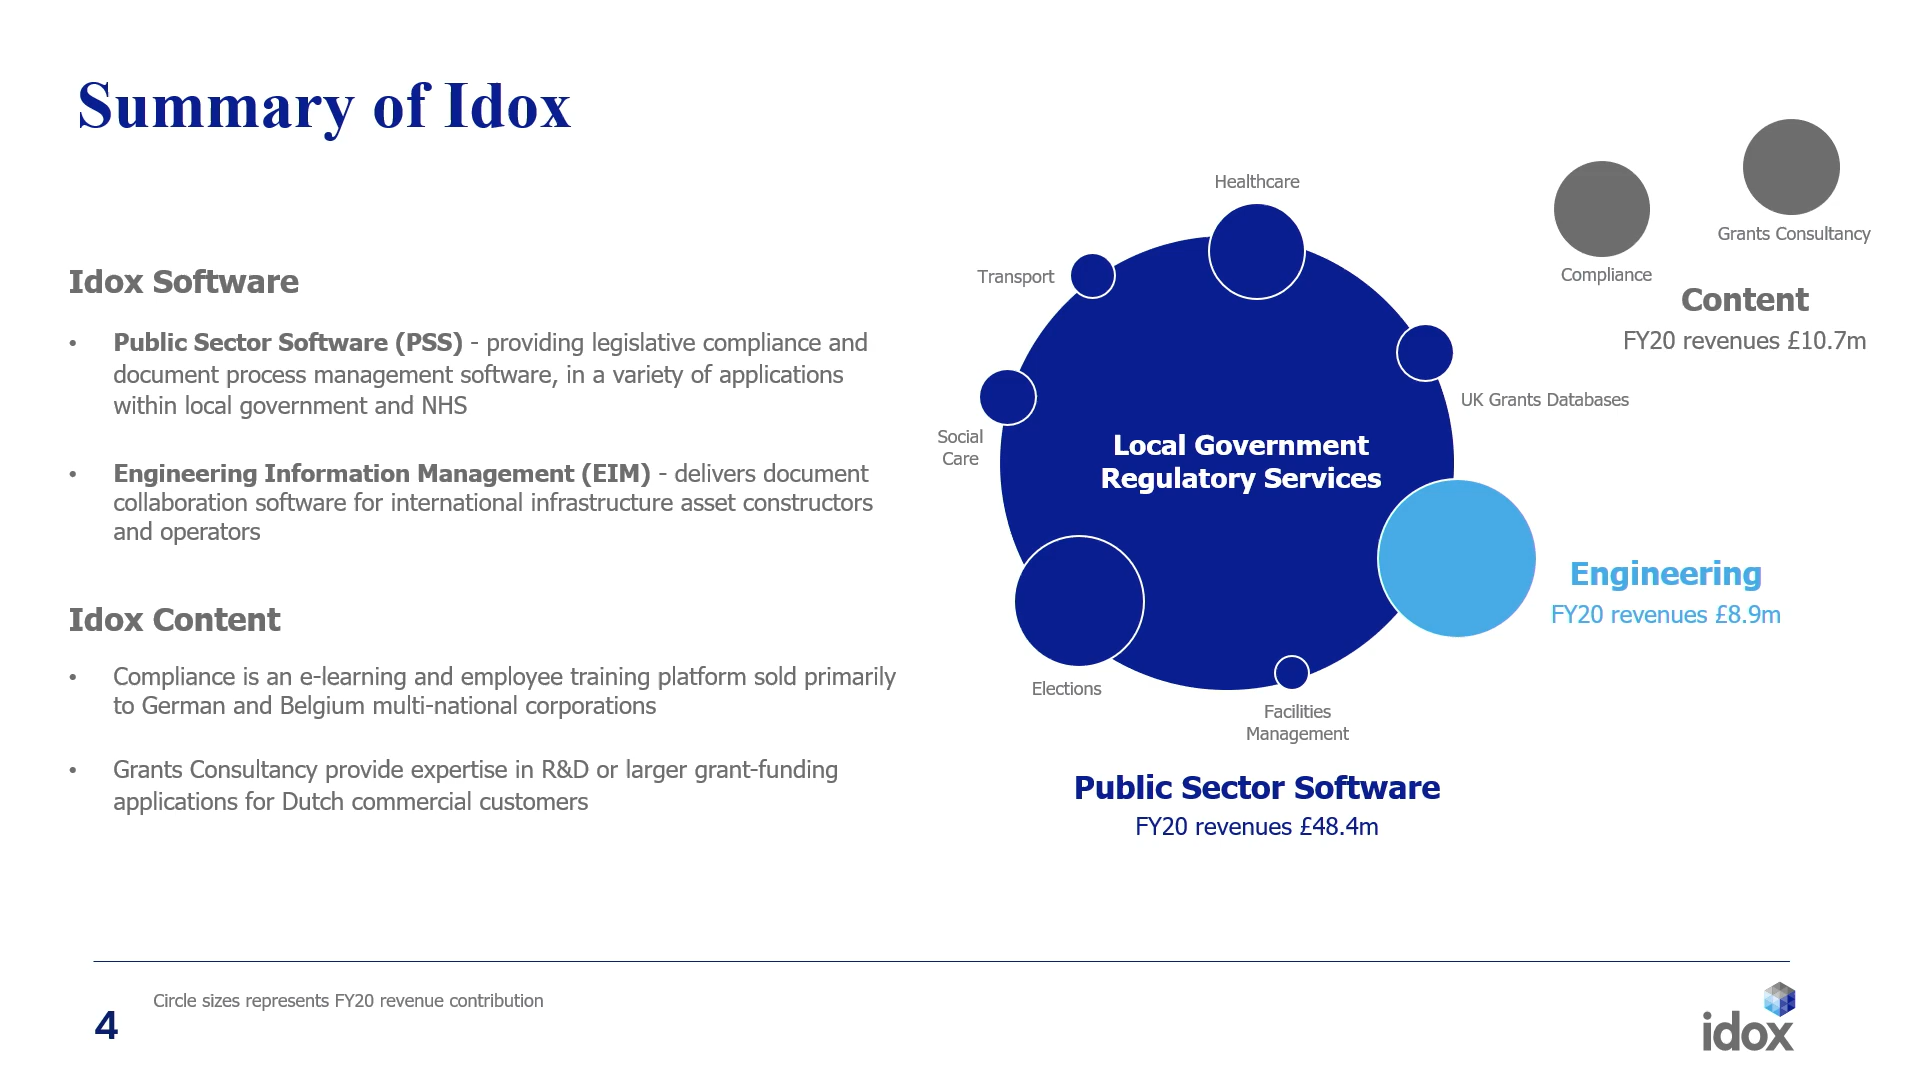 Summary of Idox
Idox Software
• Public Sector Software (PSS) - providing legislative compliance and
document process management software, in a variety of applications
within local government and NHS
• Engineering Information Management (EIM) - delivers document
collaboration software for international infrastructure asset constructors
and operators
Idox Content
• Compliance is an e-learning and employee training platform sold primarily
to German and Belgium multi-national corporations
• Grants Consultancy provide expertise in R&D or larger grant-funding
applications for Dutch commercial customers
Healthcare
Transport
Social
Care
Local Government
Regulatory Services
UK Grants Databases
Elections
Facilities
Management
Public Sector Software
FY20 revenues £48.4m
Compliance
Grants Consultancy
Content
FY20 revenues £10.7m
Engineering
FY20 revenues £8.9m
Circle sizes represents FY20 revenue contribution
4
idox